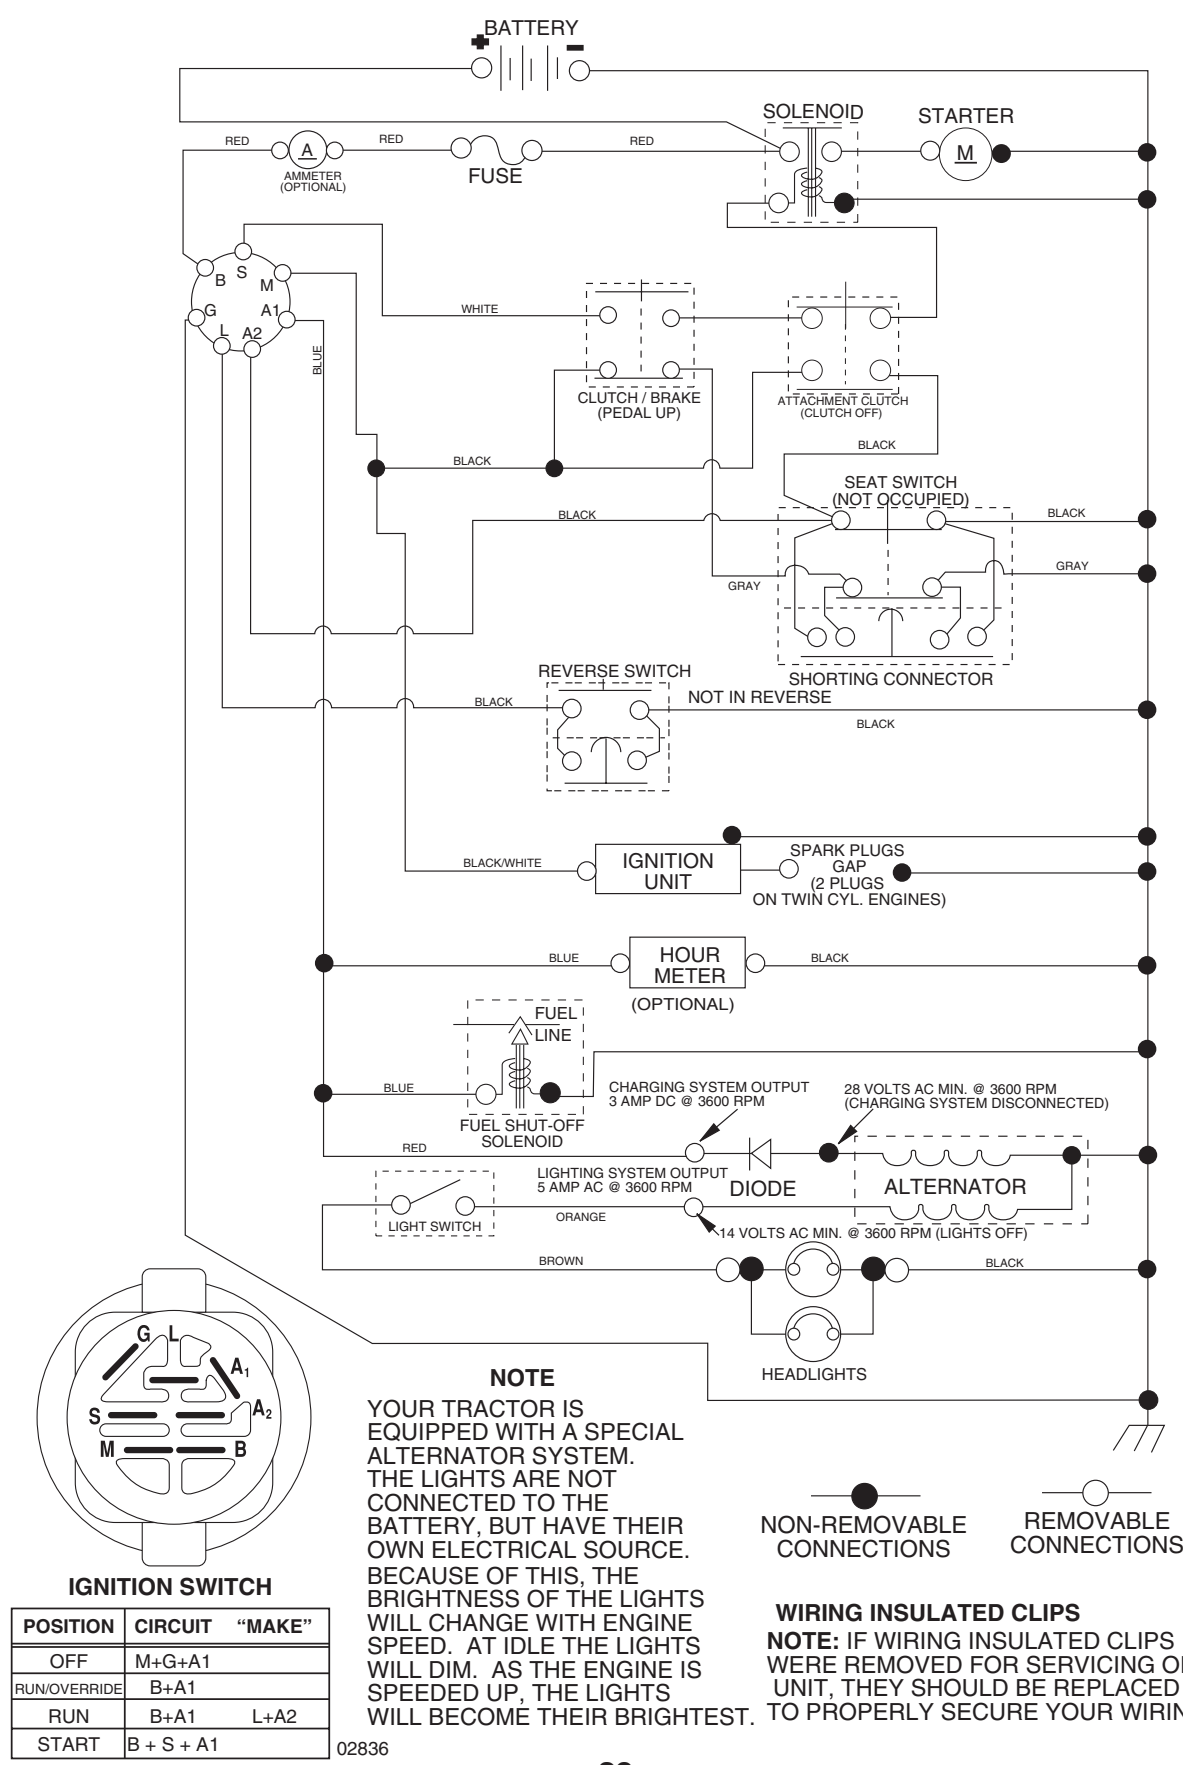 BATTERY
SOLENOID
STARTER
RED
RED
RED
A
M
AMMETER
(OPTIONAL)
FUSE
B
S
M
G
A1
L
A2
BLUE
WHITE
CLUTCH / BRAKE
(PEDAL UP)
ATTACHMENT CLUTCH
(CLUTCH OFF)
BLACK
BLACK
SEAT SWITCH
(NOT OCCUPIED)
BLACK
BLACK
GRAY
GRAY
SHORTING CONNECTOR
REVERSE SWITCH
BLACK
NOT IN REVERSE
BLACK
BLACK/WHITE
IGNITION
UNIT
SPARK PLUGS
GAP
(2 PLUGS
ON TWIN CYL. ENGINES)
BLUE
HOUR
METER
BLACK
(OPTIONAL)
FUEL
LINE
BLUE
FUEL SHUT-OFF
SOLENOID
CHARGING SYSTEM OUTPUT
3 AMP DC @ 3600 RPM
28 VOLTS AC MIN. @ 3600 RPM
(CHARGING SYSTEM DISCONNECTED)
RED
LIGHTING SYSTEM OUTPUT
5 AMP AC @ 3600 RPM
DIODE
ALTERNATOR
LIGHT SWITCH
ORANGE
14 VOLTS AC MIN. @ 3600 RPM (LIGHTS OFF)
BROWN
BLACK
HEADLIGHTS
G
L
A1
A2
S
M
B
IGNITION SWITCH
POSITION CIRCUIT “MAKE”
OFF M+G+A1
RUN/OVERRIDE B+A1
RUN B+A1 L+A2
START B + S + A1
02836
NOTE
YOUR TRACTOR IS
EQUIPPED WITH A SPECIAL
ALTERNATOR SYSTEM.
THE LIGHTS ARE NOT
CONNECTED TO THE
BATTERY, BUT HAVE THEIR
OWN ELECTRICAL SOURCE.
BECAUSE OF THIS, THE
BRIGHTNESS OF THE LIGHTS
WILL CHANGE WITH ENGINE
SPEED. AT IDLE THE LIGHTS
WILL DIM. AS THE ENGINE IS
SPEEDED UP, THE LIGHTS
WILL BECOME THEIR BRIGHTEST.
NON-REMOVABLE
CONNECTIONS
REMOVABLE
CONNECTIONS
WIRING INSULATED CLIPS
NOTE: IF WIRING INSULATED CLIPS
WERE REMOVED FOR SERVICING
UNIT, THEY SHOULD BE REPLACED
TO PROPERLY SECURE YOUR